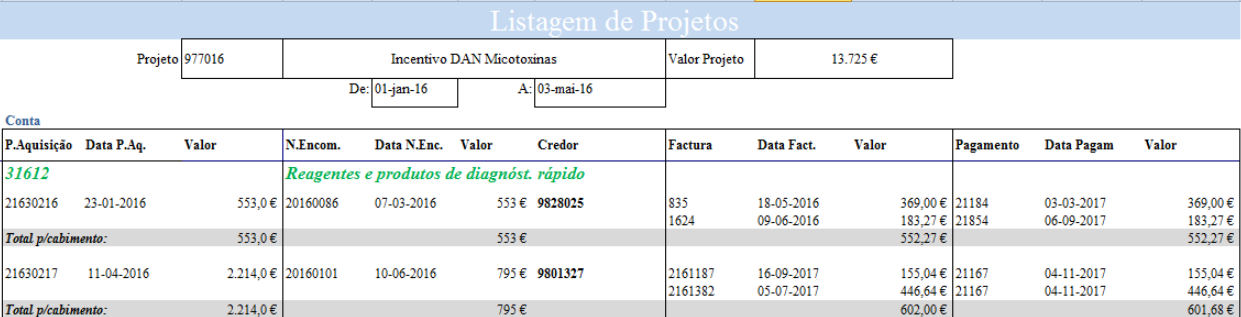 Listagem de Projetos
Projeto 977016 Incentivo DAN Micotoxinas Valor Projeto 13.725 €
De: 01-jan-16 A: 03-mai-16
Conta
P.Aquisição Data P.Aq. Valor N.Encom. Data N.Enc. Valor Credor Factura Data Fact. Valor Pagamento Data Pagam Valor
31612 Reagentes e produtos de diagnóst. rápido
21630216 23-01-2016 553,0 € 20160086 07-03-2016 553 € 9828025 835 18-05-2016 369,00 € 21184 03-03-2017 369,00 €
1624 09-06-2016 183,27 € 21854 06-09-2017 183,27 €
Total p/cabimento: 553,0 € 553 € 552,27 € 552,27 €
21630217 11-04-2016 2.214,0 € 20160101 10-06-2016 795 € 9801327 2161187 16-09-2017 155,04 € 21167 04-11-2017 155,04 €
2161382 05-07-2017 446,64 € 21167 04-11-2017 446,64 €
Total p/cabimento: 2.214,0 € 795 € 602,00 € 601,68 €